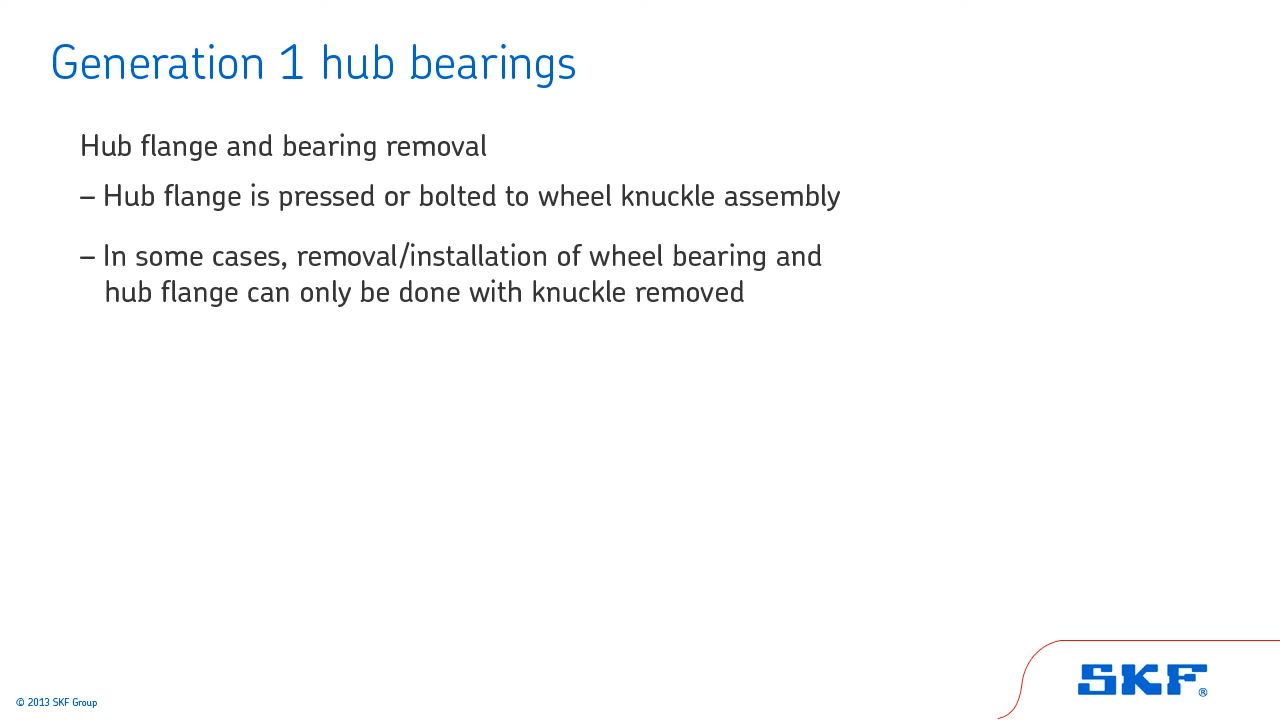 Generation 1 hub bearings
Hub flange and bearing removal
– Hub flange is pressed or bolted to wheel knuckle assembly
– In some cases, removal/installation of wheel bearing and
hub flange can only be done with knuckle removed
SKF®
© 2013 SKF Group